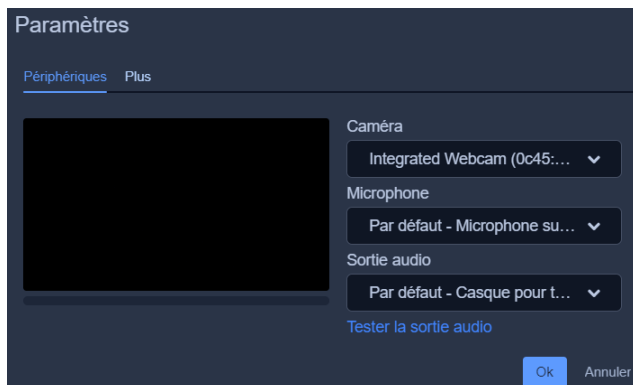 Paramètres
Périphériques Plus
Caméra
Integrated Webcam (0c45:...
Microphone
Par défaut - Microphone su...
Sortie audio
Par défaut - Casque pour t...
Tester la sortie audio
Ok Annuler